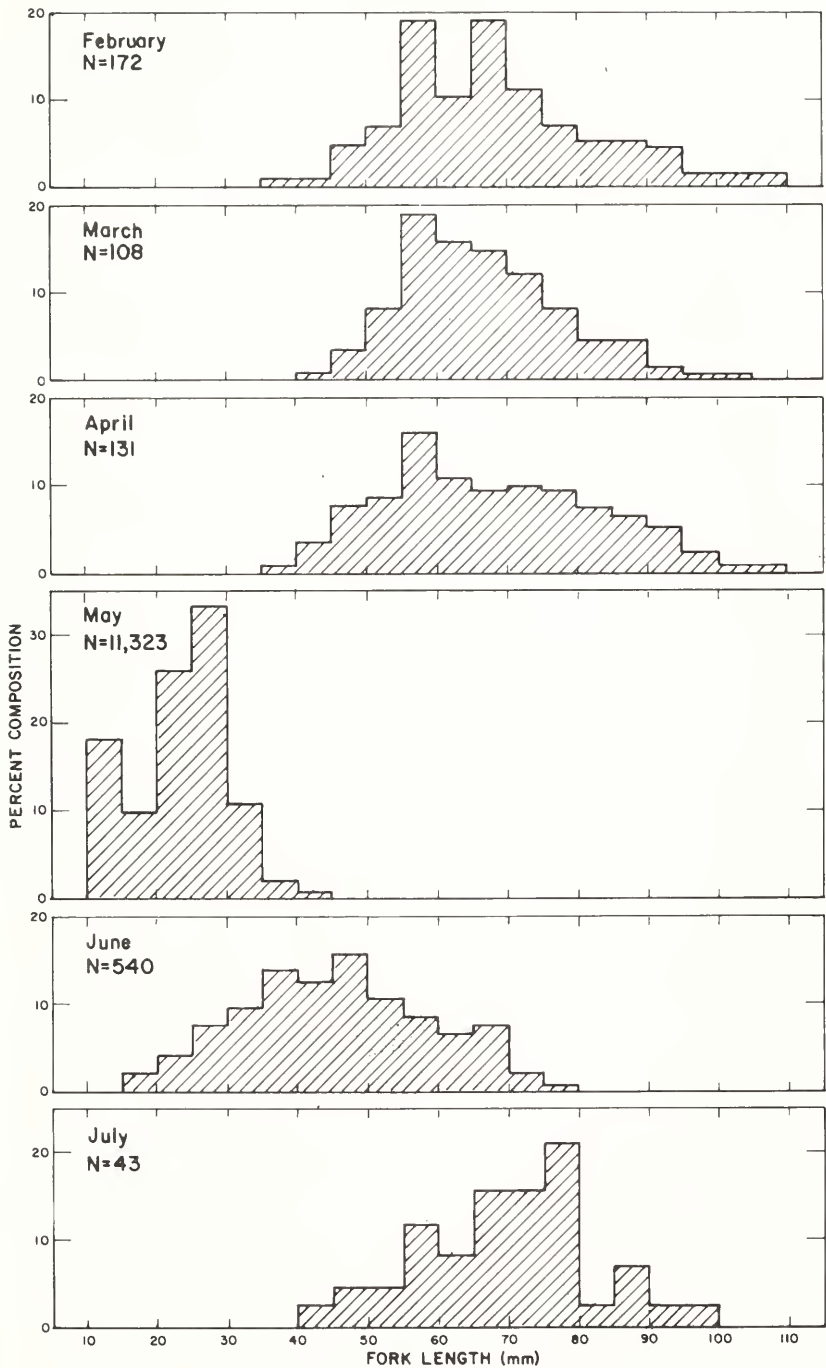 February
N=172
20
10
0
March
N=108
20
10
0
April
N=131
20
10
0
PERCENT COMPOSITION
May
N=11,323
30
20
10
0
June
N=540
20
10
0
July
N=43
20
10
0
10 20 30 40 50 60 70 80 90 100 110
FORK LENGTH (mm)